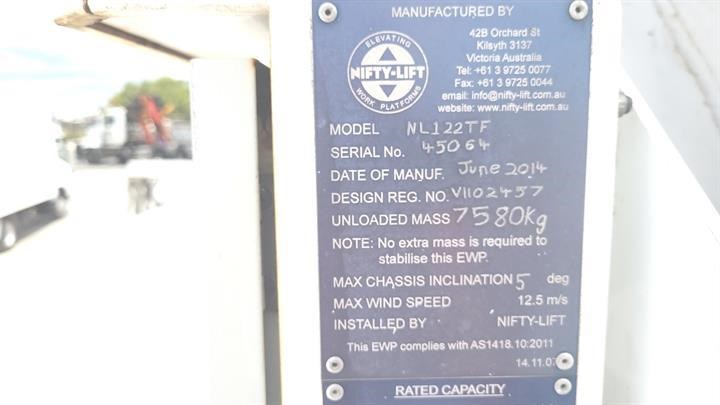 MANUFACTURED BY
ELEVATING
NIFTY-LIFT
WORK PLATFORMS
42B Orchard St
Kilsyth 3137
Victoria Australia
Tel: +61 3 9725 0077
Fax: +61 3 9725 0044
email: info@nifty-lift.com.au
website: www.nifty-lift.com.au
MODEL NL122TF
SERIAL No. 45064
DATE OF MANUF. June 2014
DESIGN REG. NO. V1102457
UNLOADED MASS 7580Kg
NOTE: No extra mass is required to
stabilise this EWP.
MAX CHASSIS INCLINATION 5 deg
MAX WIND SPEED 12.5 m/s
INSTALLED BY NIFTY-LIFT
This EWP complies with AS1418.10:2011
14.11.07
RATED CAPACITY